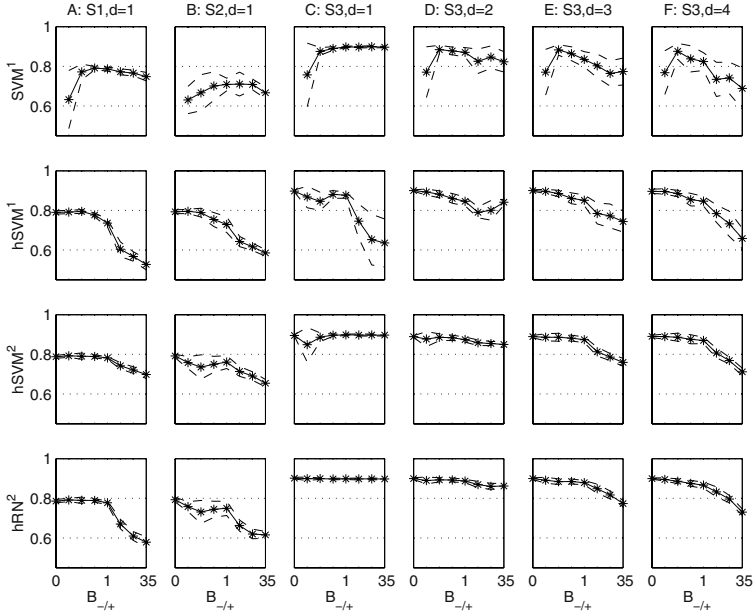 A: S1,d=1 B: S2,d=1 C: S3,d=1 D: S3,d=2 E: S3,d=3 F: S3,d=4
SVM¹
1
0.8
0.6
hSVM¹
1
0.8
0.6
hSVM²
1
0.8
0.6
hRN²
1
0.8
0.6
0 1 35 0 1 35 0 1 35 0 1 35 0 1 35 0 1 35
B₋/₊ B₋/₊ B₋/₊ B₋/₊ B₋/₊ B₋/₊